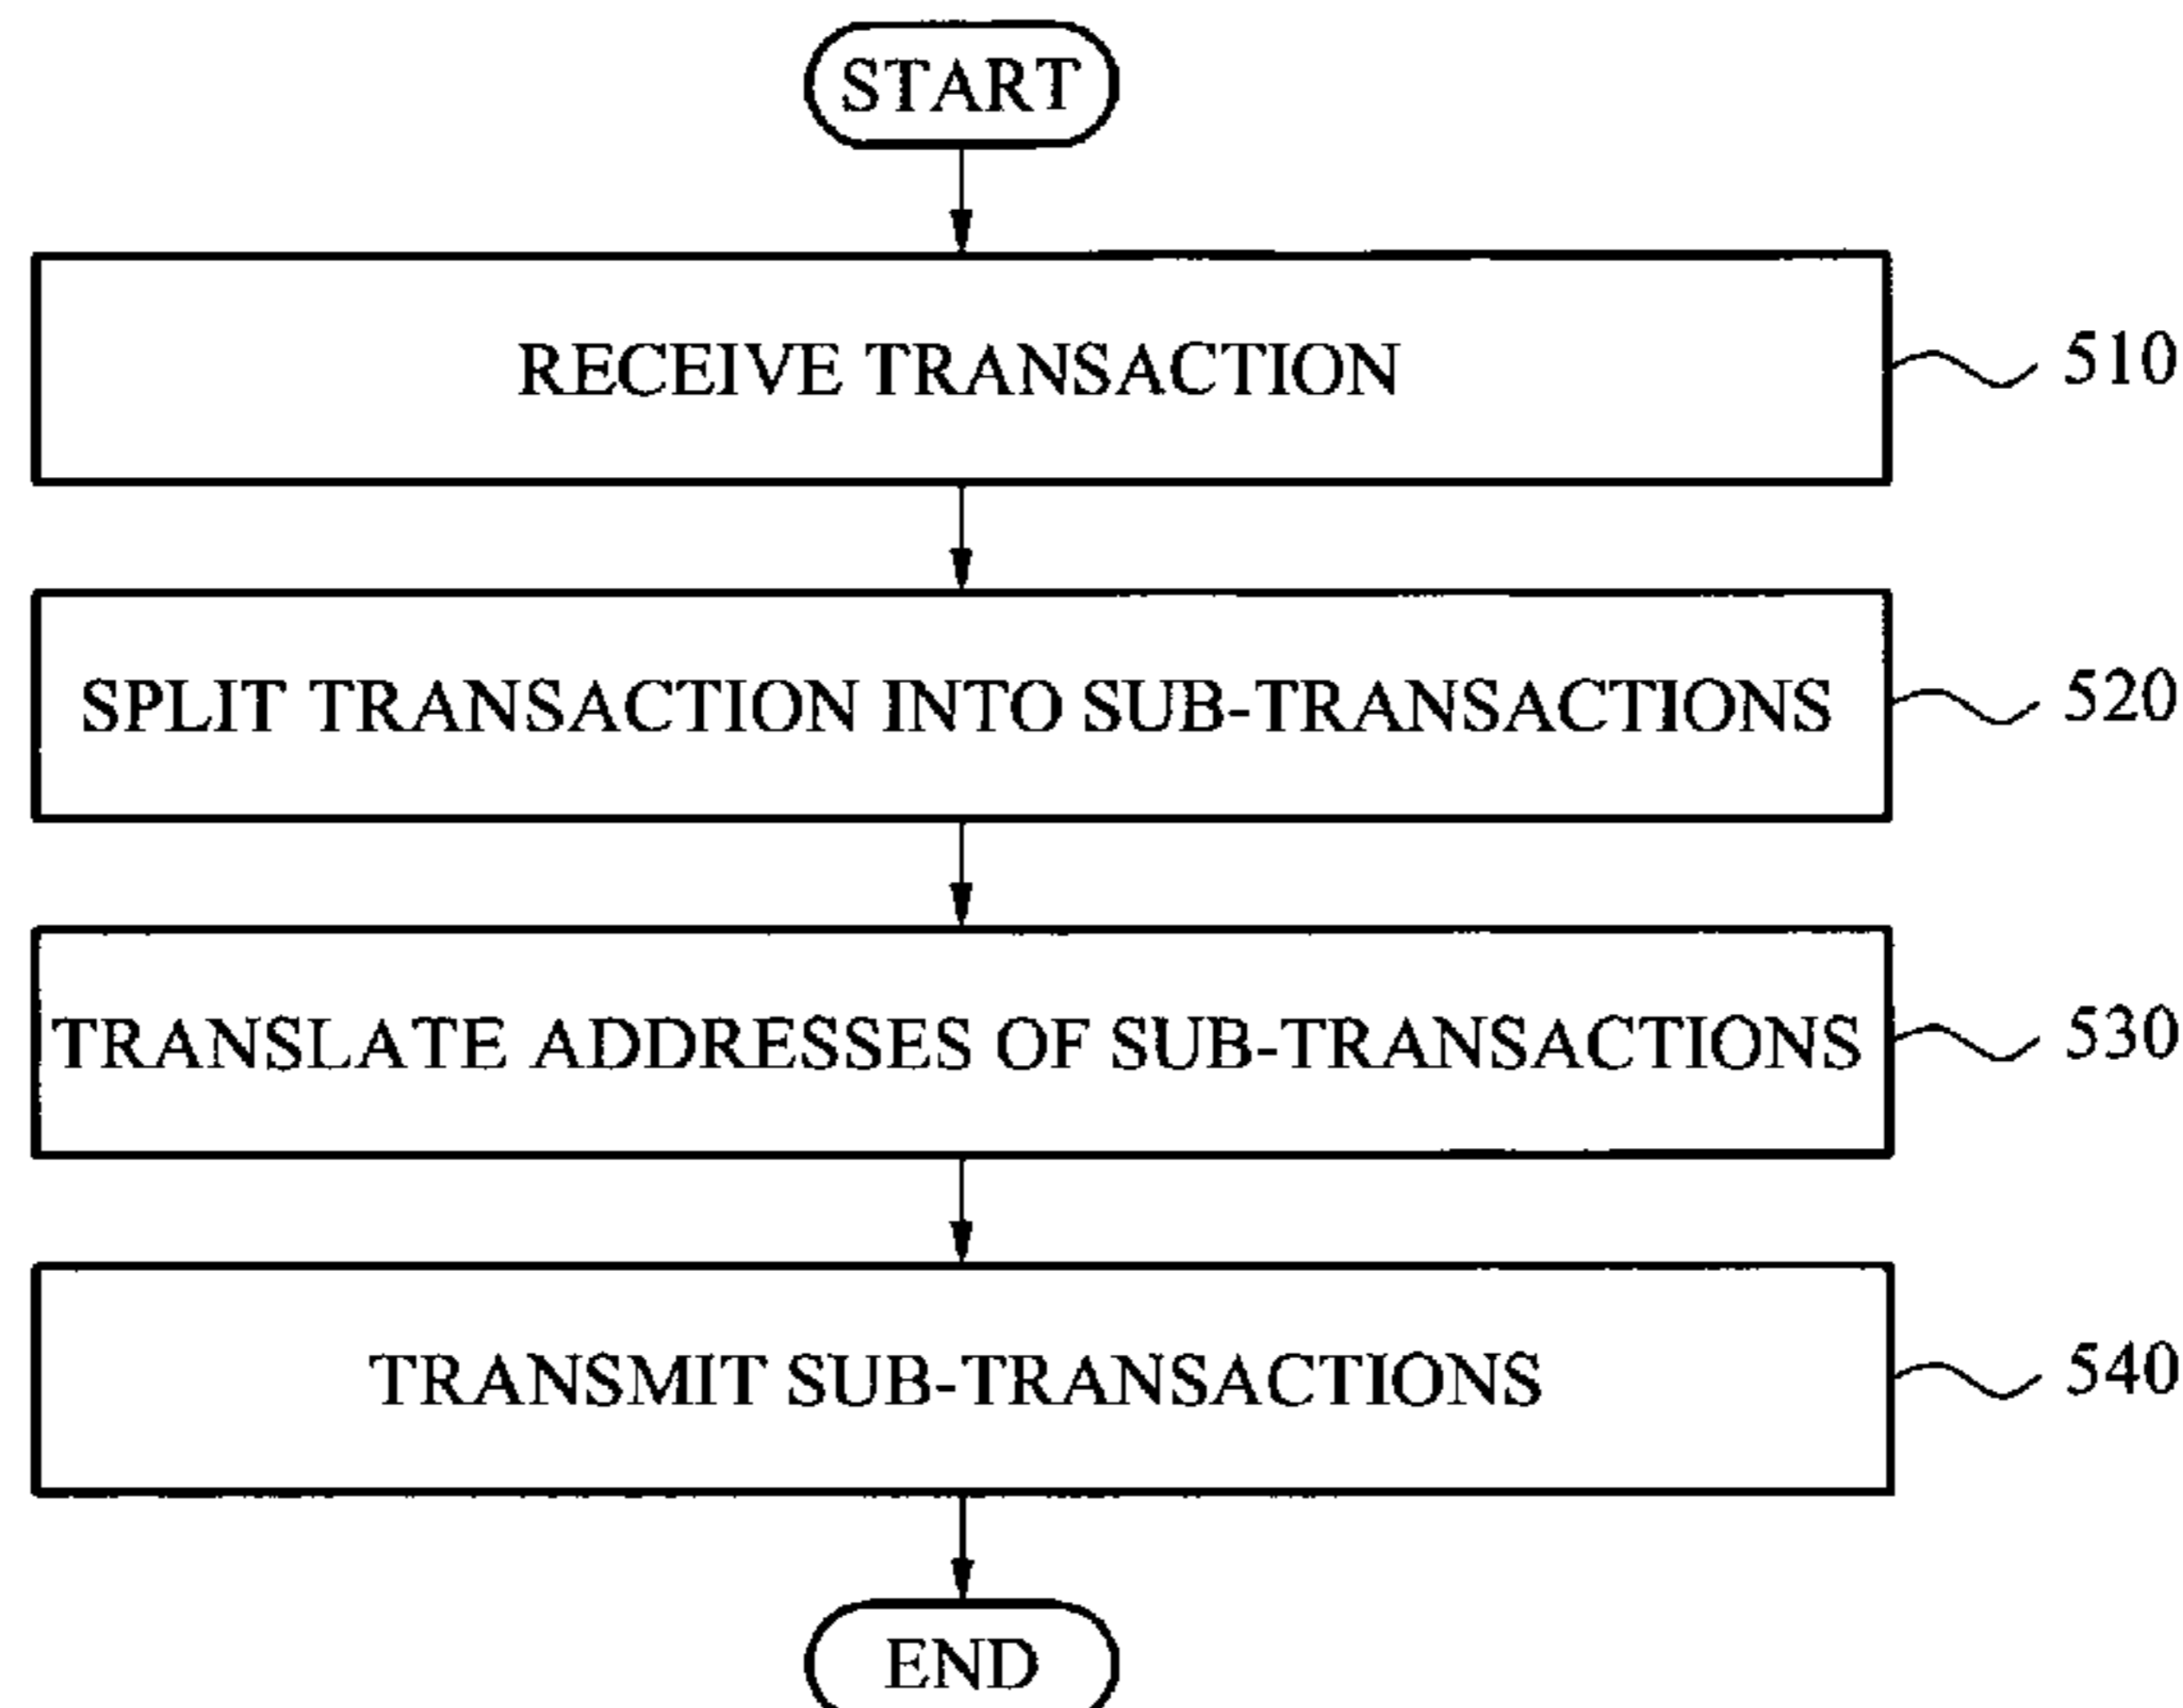 START
RECEIVE TRANSACTION
510
SPLIT TRANSACTION INTO SUB-TRANSACTIONS
520
TRANSLATE ADDRESSES OF SUB-TRANSACTIONS
530
TRANSMIT SUB-TRANSACTIONS
540
END